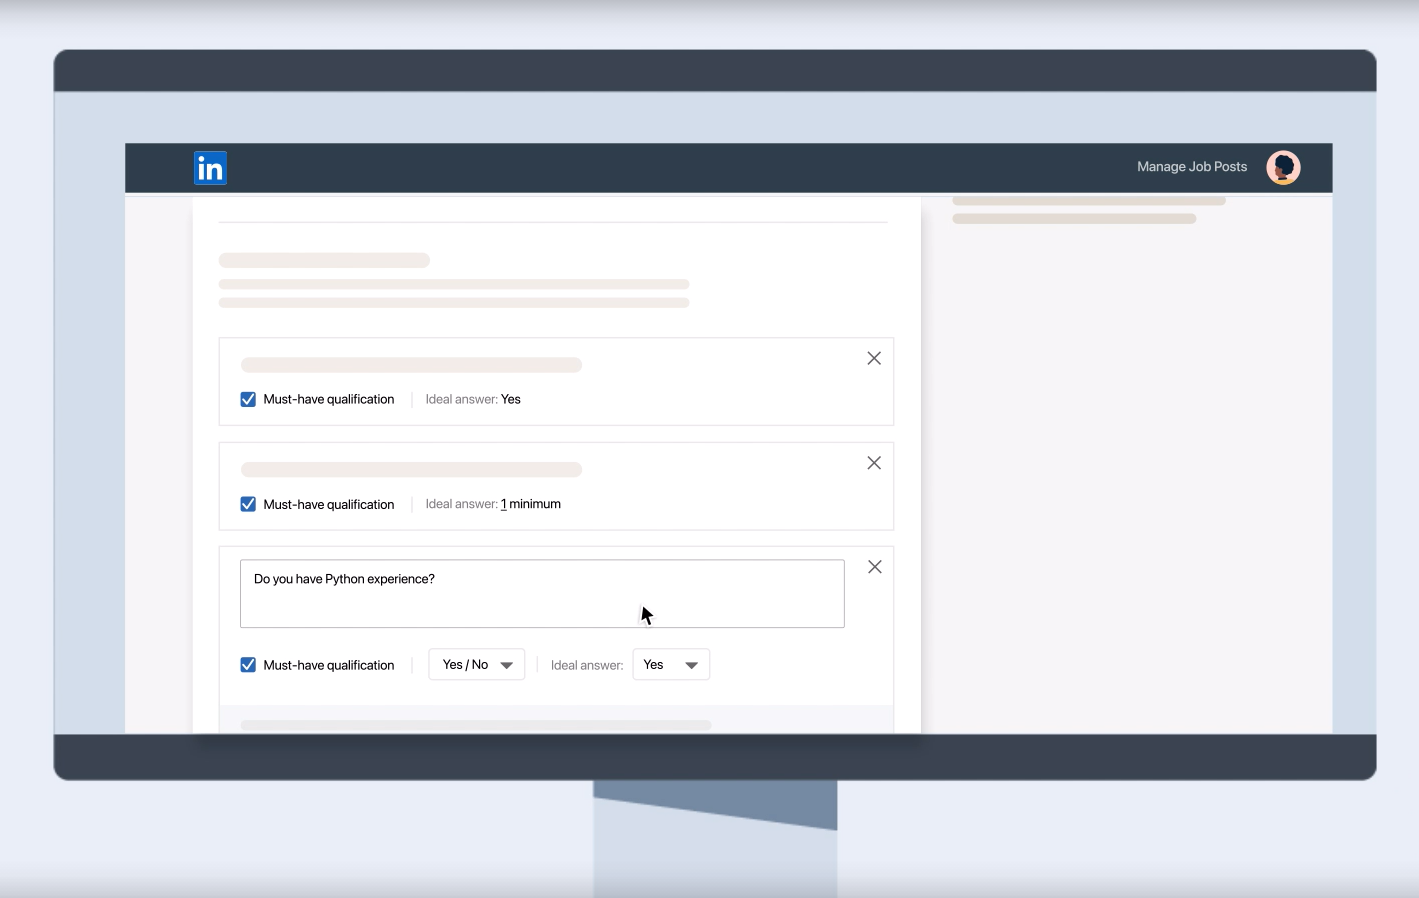 in
Manage Job Posts
Must-have qualification Ideal answer: Yes
Must-have qualification Ideal answer: 1 minimum
Do you have Python experience?
Must-have qualification Yes / No Ideal answer: Yes